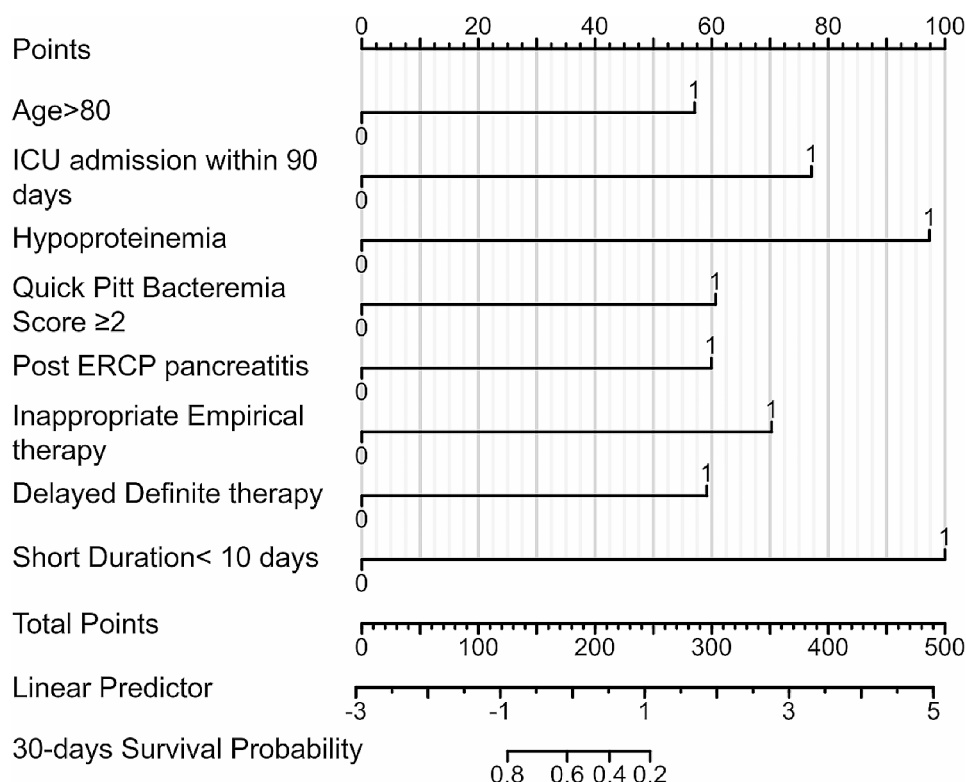 0 20 40 60 80 100
Points
1
Age>80
0
1
ICU admission within 90
days
0
1
Hypoproteinemia
0
Quick Pitt Bacteremia
1
Score ≥2
0
1
Post ERCP pancreatitis
0
Inappropriate Empirical
1
therapy
0
1
Delayed Definite therapy
0
1
Short Duration< 10 days
0
Total Points
0 100 200 300 400 500
Linear Predictor
-3 -1 1 3 5
30-days Survival Probability
0.8 0.6 0.4 0.2